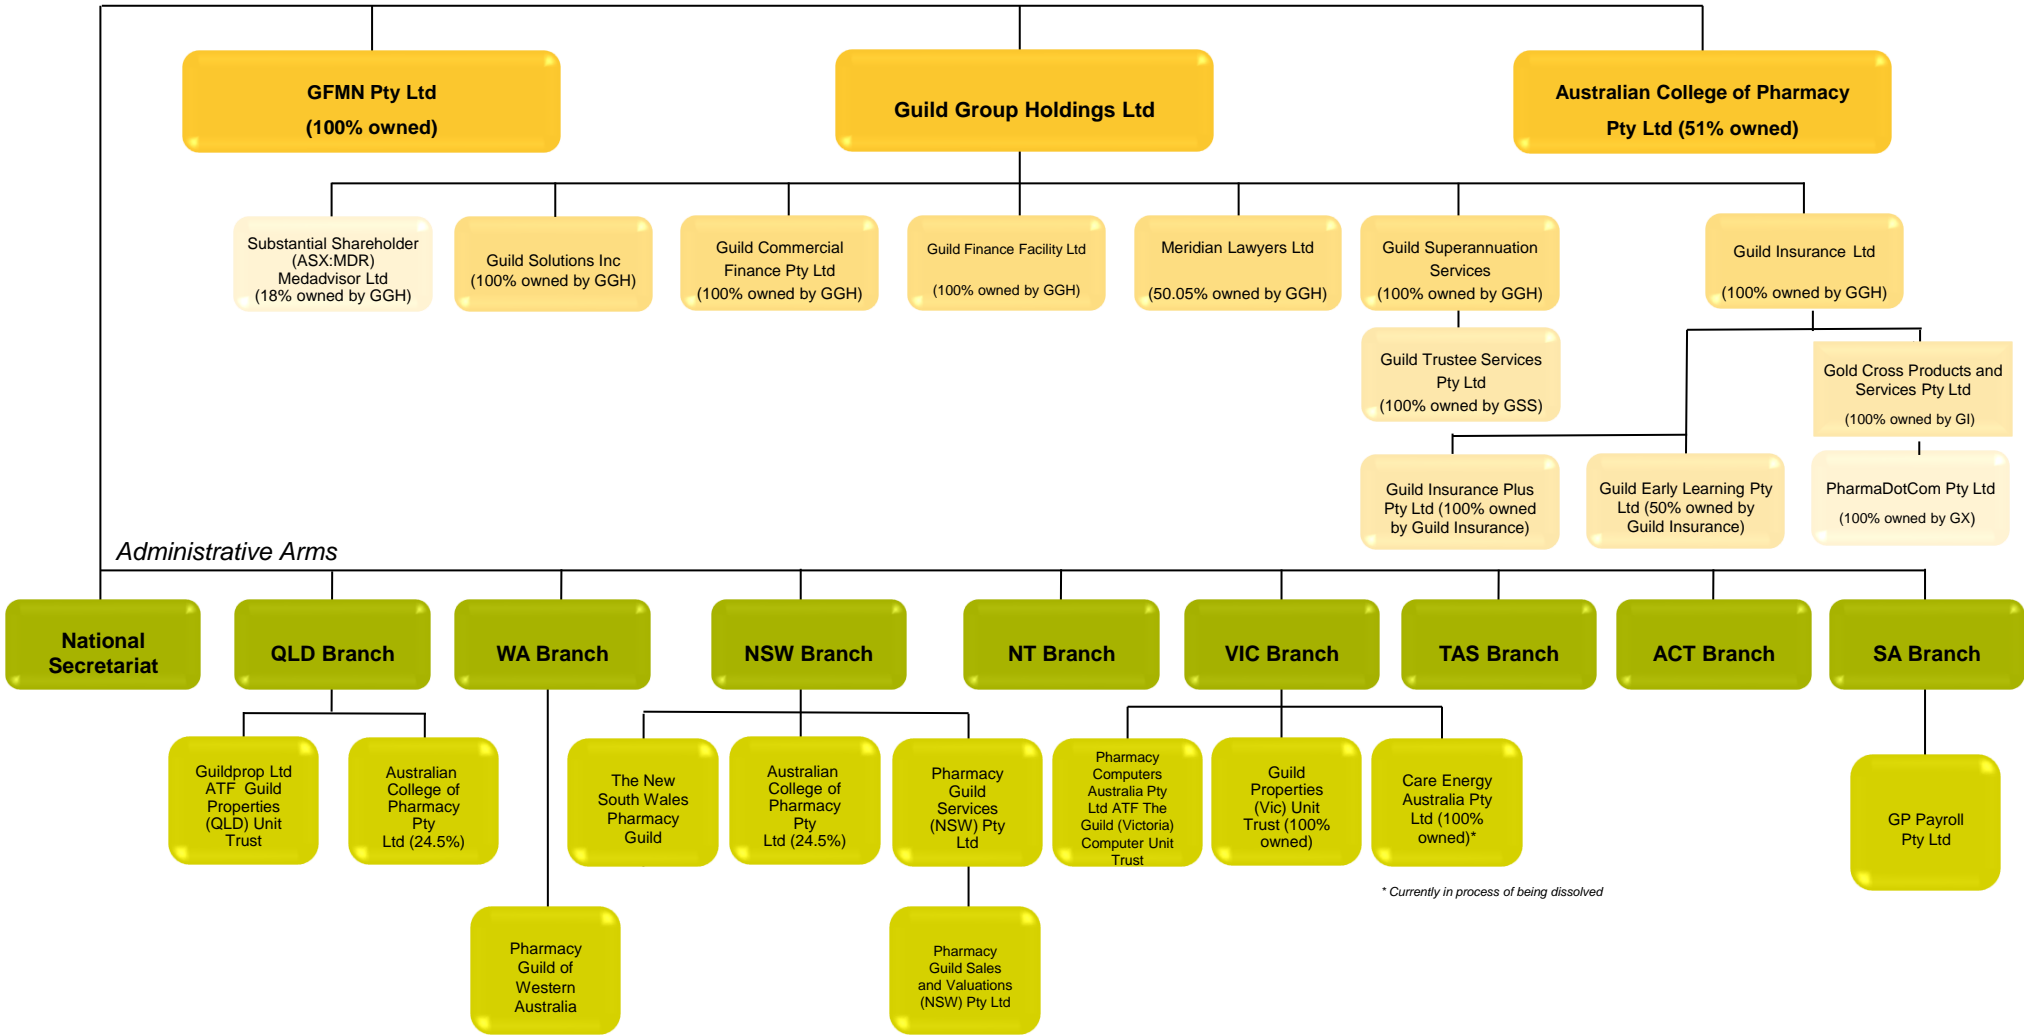 GFMN Pty Ltd
(100% owned)
Guild Group Holdings Ltd
Australian College of Pharmacy
Pty Ltd (51% owned)
Substantial Shareholder
(ASX:MDR)
Medadvisor Ltd
(18% owned by GGH)
Guild Solutions Inc
(100% owned by GGH)
Guild Commercial
Finance Pty Ltd
(100% owned by GGH)
Guild Finance Facility Ltd
(100% owned by GGH)
Meridian Lawyers Ltd
(50.05% owned by GGH)
Guild Superannuation
Services
(100% owned by GGH)
Guild Insurance Ltd
(100% owned by GGH)
Guild Trustee Services
Pty Ltd
(100% owned by GSS)
Gold Cross Products and
Services Pty Ltd
(100% owned by GI)
Guild Insurance Plus
Pty Ltd (100% owned
by Guild Insurance)
Guild Early Learning Pty
Ltd (50% owned by
Guild Insurance)
PharmaDotCom Pty Ltd
(100% owned by GX)
Administrative Arms
National
Secretariat
QLD Branch
WA Branch
NSW Branch
NT Branch
VIC Branch
TAS Branch
ACT Branch
SA Branch
Guildprop Ltd
ATF Guild
Properties
(QLD) Unit
Trust
Australian
College of
Pharmacy
Pty
Ltd (24.5%)
The New
South Wales
Pharmacy
Guild
Australian
College of
Pharmacy
Pty
Ltd (24.5%)
Pharmacy
Guild
Services
(NSW) Pty
Ltd
Pharmacy
Computers
Australia Pty
Ltd ATF The
Guild (Victoria)
Computer Unit
Trust
Guild
Properties
(Vic) Unit
Trust (100%
owned)
Care Energy
Australia Pty
Ltd (100%
owned)*
GP Payroll
Pty Ltd
* Currently in process of being dissolved
Pharmacy
Guild of
Western
Australia
Pharmacy
Guild Sales
and Valuations
(NSW) Pty Ltd